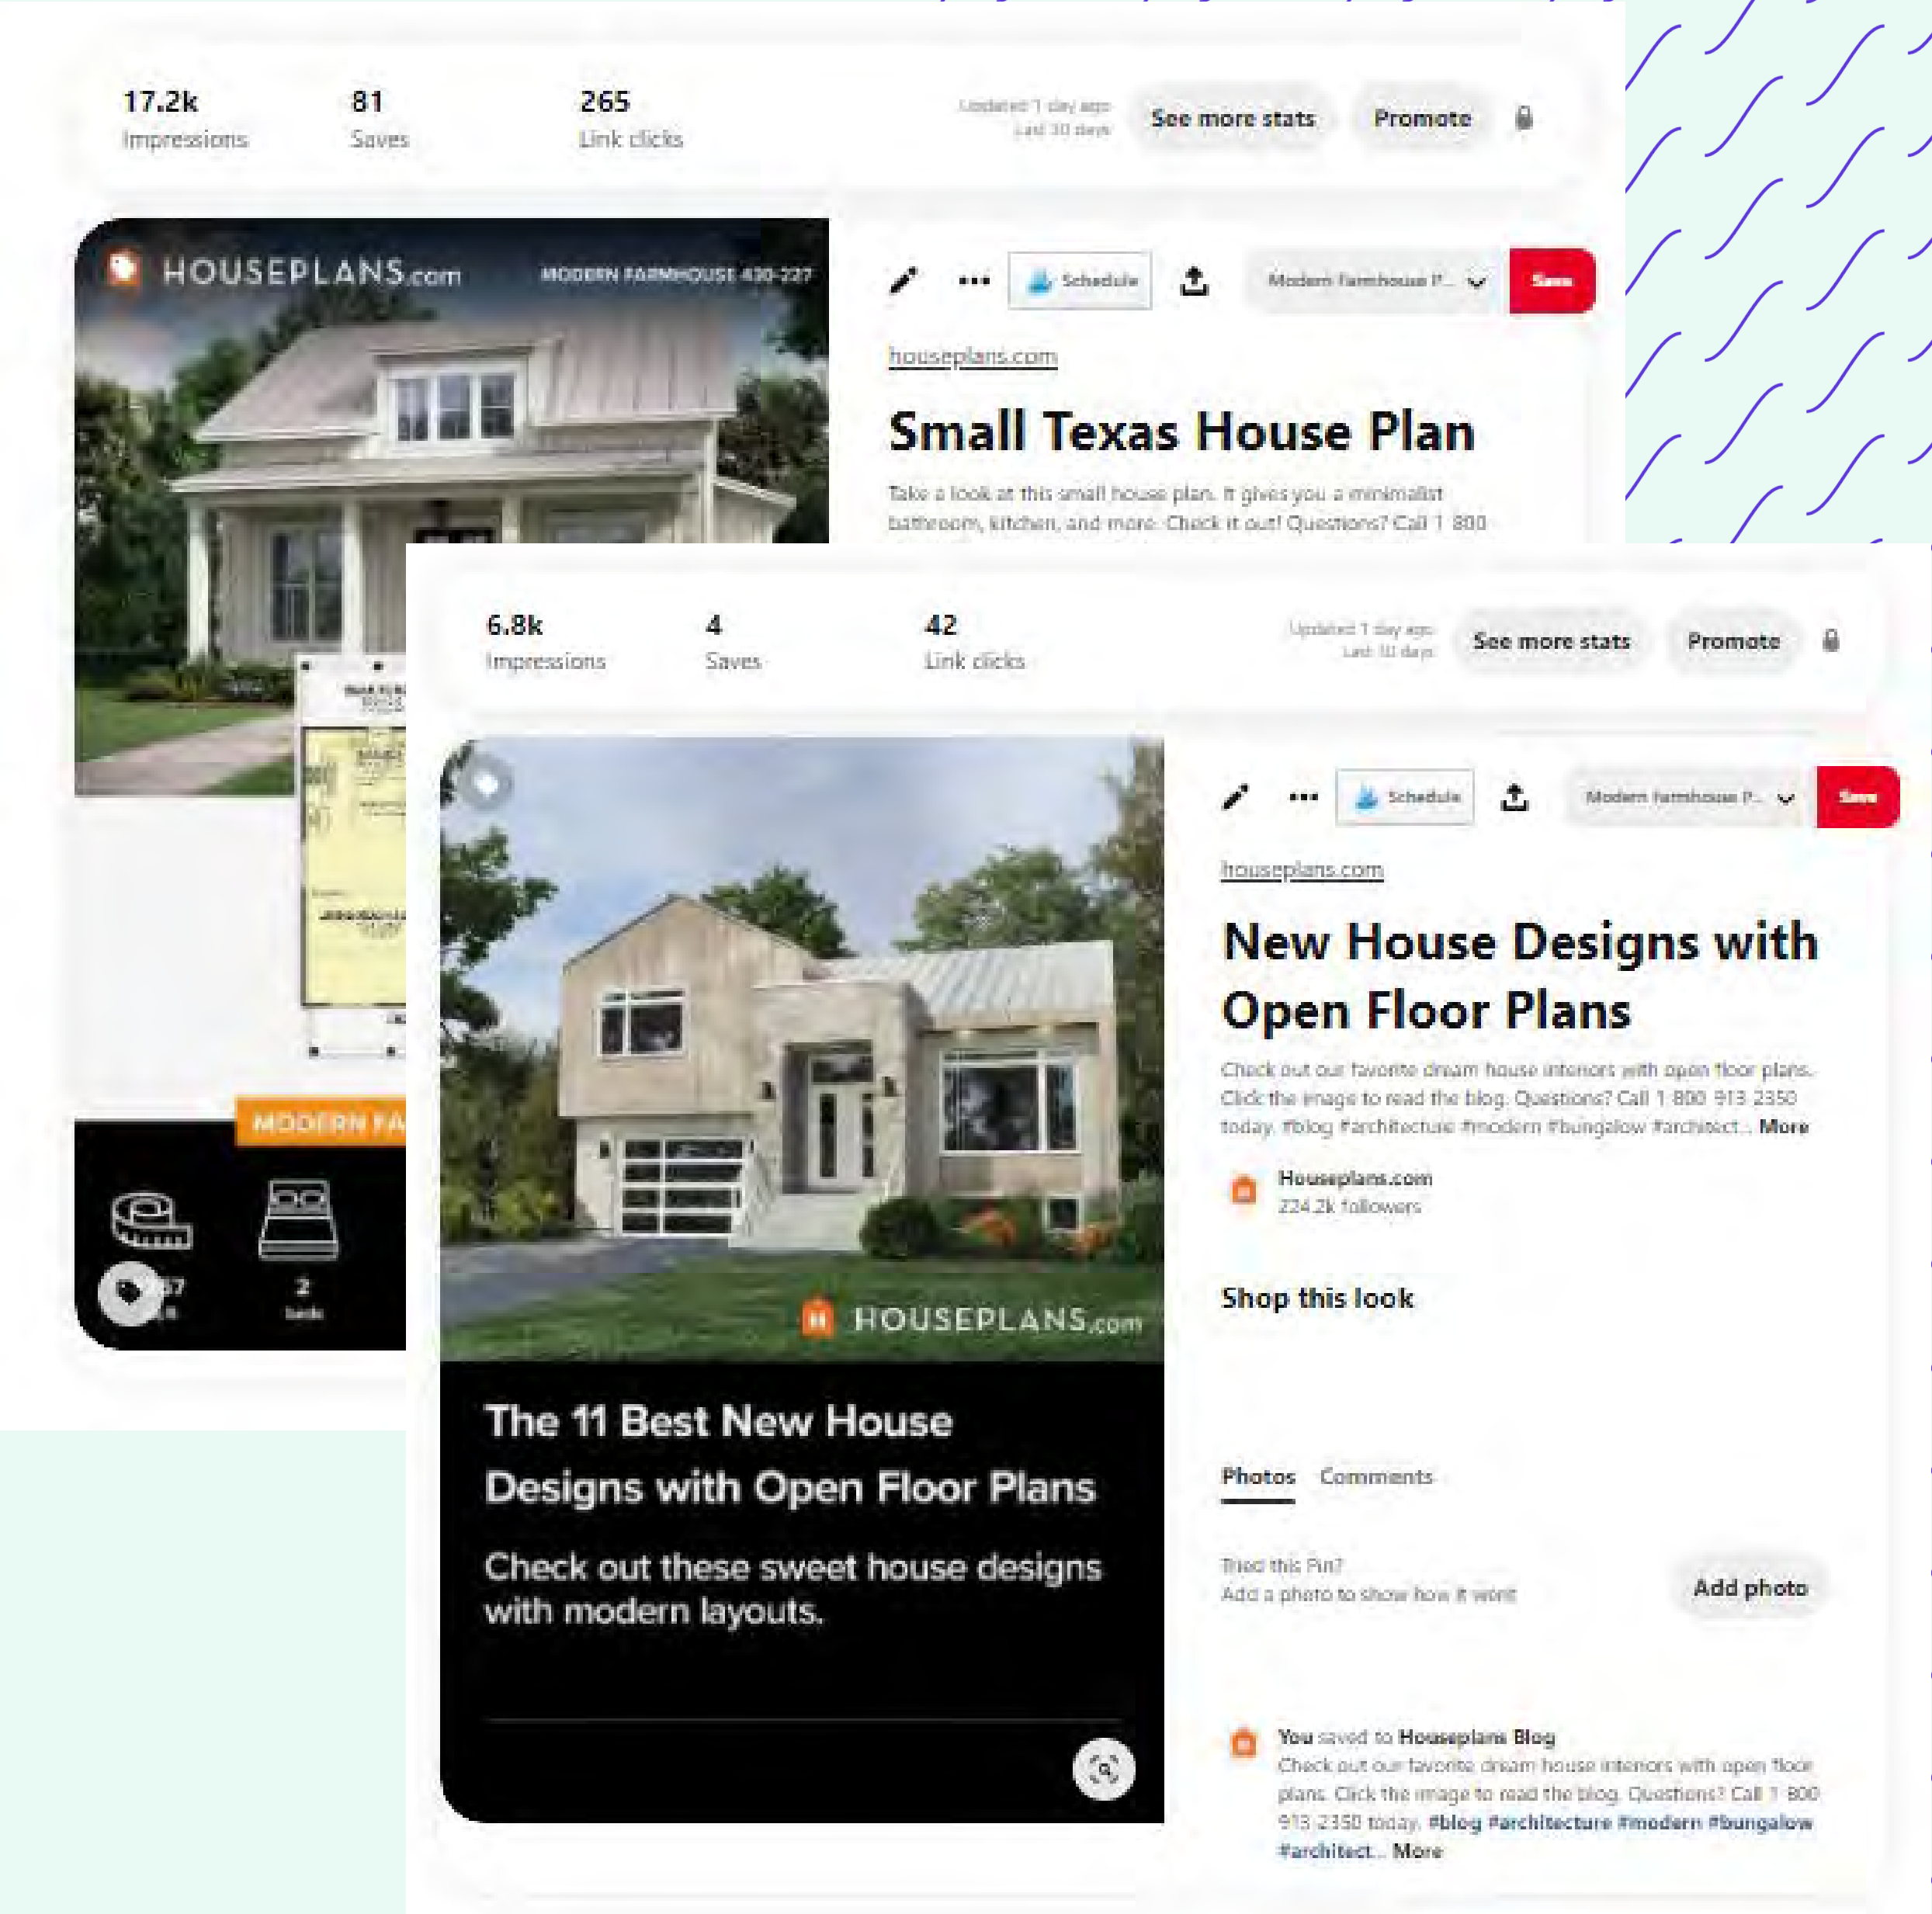 17.2k
Impressions
81
Saves
265
Link clicks
Updated 1 day ago
Last 30 days
See more stats
Promote
HOUSEPLANS.com
MODERN FARMHOUSE 430-227
Schedule
Modern Farmhouse P...
Save
houseplans.com
Small Texas House Plan
Take a look at this small house plan. It gives you a minimalist
bathroom, kitchen, and more. Check it out! Questions? Call 1 800
MODERN FA
2
beds
6.8k
Impressions
4
Saves
42
Link clicks
Updated 1 day ago
Last 30 days
See more stats
Promote
Schedule
Modern Farmhouse P...
Save
houseplans.com
New House Designs with
Open Floor Plans
Check out our favorite dream house interiors with open floor plans.
Click the image to read the blog. Questions? Call 1 800 913 2350
today. #blog #architecture #modern #bungalow #architect... More
Houseplans.com
224.2k followers
Shop this look
HOUSEPLANS.com
The 11 Best New House
Designs with Open Floor Plans
Check out these sweet house designs
with modern layouts.
Photos
Comments
Tried this Pin?
Add a photo to show how it went
Add photo
You saved to Houseplans Blog
Check out our favorite dream house interiors with open floor
plans. Click the image to read the blog. Questions? Call 1 800
913 2350 today. #blog #architecture #modern #bungalow
#architect... More